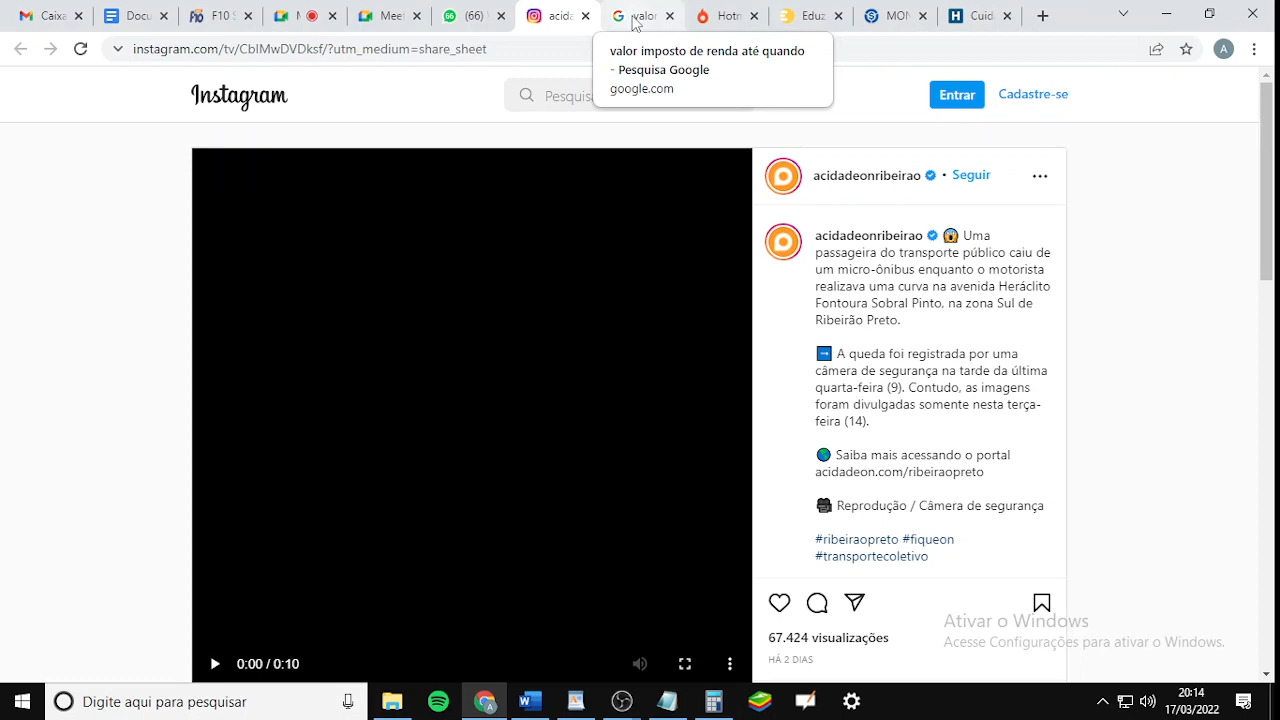 Caixa
Docu
F10 S
M
Meet
(66)
acida
valor
Hotr
Eduz
MON
Cuid
instagram.com/tv/CbIMwDVDksf/?utm_medium=share_sheet
A
valor imposto de renda até quando
- Pesquisa Google
google.com
Instagram
Pesquis
Entrar
Cadastre-se
acidadeonribeirao • Seguir
acidadeonribeirao 😱 Uma
passageira do transporte público caiu de
um micro-ônibus enquanto o motorista
realizava uma curva na avenida Heráclito
Fontoura Sobral Pinto, na zona Sul de
Ribeirão Preto.
➡️ A queda foi registrada por uma
câmera de segurança na tarde da última
quarta-feira (9). Contudo, as imagens
foram divulgadas somente nesta terça-
feira (14).
🌎 Saiba mais acessando o portal
acidadeon.com/ribeiraopreto
🎥 Reprodução / Câmera de segurança
#ribeiraopreto #fiqueon
#transportecoletivo
67.424 visualizações
HÁ 2 DIAS
0:00 / 0:10
Ativar o Windows
Acesse Configurações para ativar o Windows.
Digite aqui para pesquisar
20:14
17/03/2022